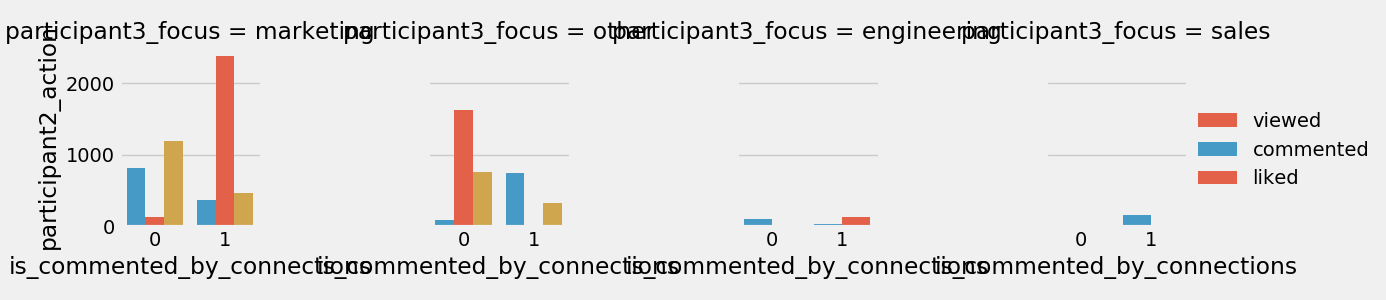 participant3_focus = marketing
participant3_focus = other
participant3_focus = engineering
participant3_focus = sales
participant2_action
2000
1000
0
0 1
0 1
0 1
0 1
is_commented_by_connections
is_commented_by_connections
is_commented_by_connections
is_commented_by_connections
viewed
commented
liked